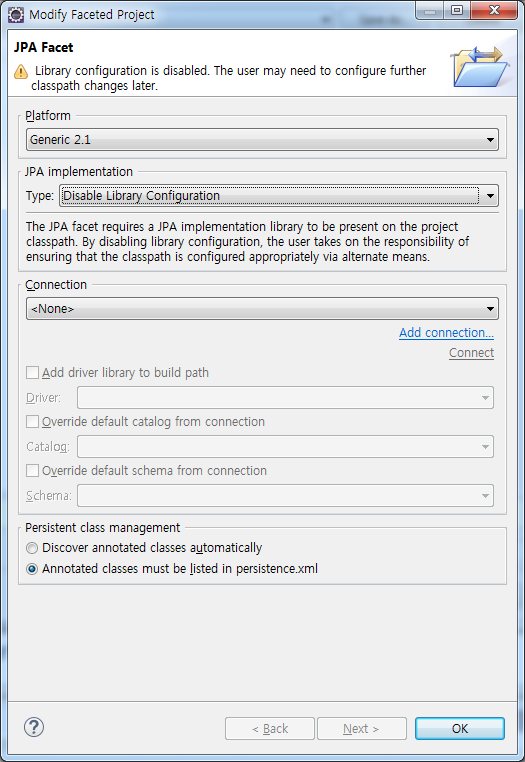 Modify Faceted Project
JPA Facet
Library configuration is disabled. The user may need to configure further
classpath changes later.
Platform
Generic 2.1
JPA implementation
Type: Disable Library Configuration
The JPA facet requires a JPA implementation library to be present on the project
classpath. By disabling library configuration, the user takes on the responsibility of
ensuring that the classpath is configured appropriately via alternate means.
Connection
<None>
Add connection...
Connect
Add driver library to build path
Driver:
Override default catalog from connection
Catalog:
Override default schema from connection
Schema:
Persistent class management
Discover annotated classes automatically
Annotated classes must be listed in persistence.xml
?
< Back
Next >
OK